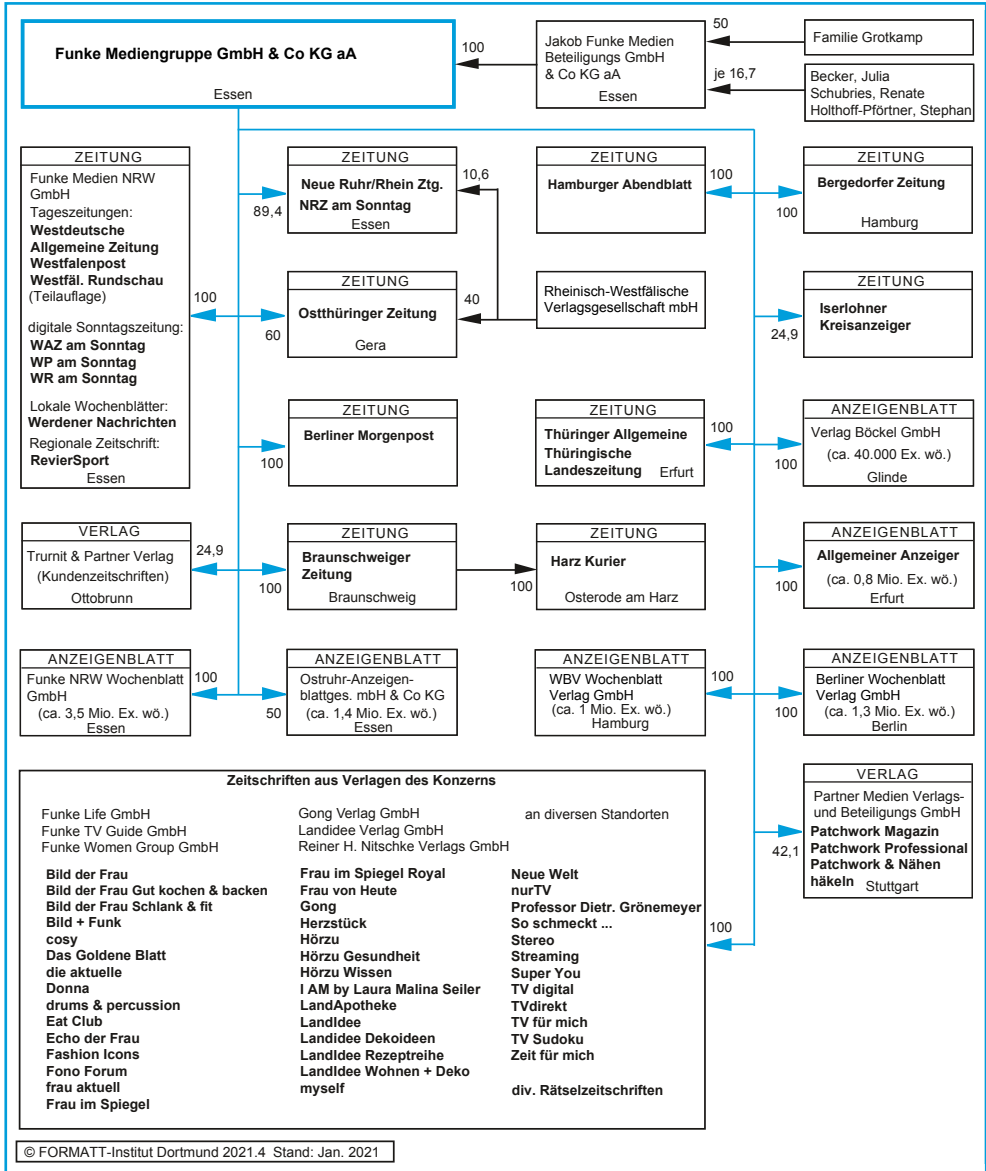 Funke Mediengruppe GmbH & Co KG aA
Essen
100
Jakob Funke Medien
Beteiligungs GmbH
& Co KG aA
Essen
50
Familie Grotkamp
je 16,7
Becker, Julia
Schubries, Renate
Holthoff-Pförtner, Stephan
ZEITUNG
Funke Medien NRW
GmbH
Tageszeitungen:
Westdeutsche
Allgemeine Zeitung
Westfalenpost
Westfäl. Rundschau
(Teilauflage)
digitale Sonntagszeitung:
WAZ am Sonntag
WP am Sonntag
WR am Sonntag
Lokale Wochenblätter:
Werdener Nachrichten
Regionale Zeitschrift:
RevierSport
Essen
100
ZEITUNG
Neue Ruhr/Rhein Ztg.
NRZ am Sonntag
Essen
89,4
10,6
ZEITUNG
Hamburger Abendblatt
100
ZEITUNG
Bergedorfer Zeitung
Hamburg
100
ZEITUNG
Ostthüringer Zeitung
Gera
60
40
Rheinisch-Westfälische
Verlagsgesellschaft mbH
ZEITUNG
Iserlohner
Kreisanzeiger
24,9
ZEITUNG
Berliner Morgenpost
100
ZEITUNG
Thüringer Allgemeine
Thüringische
Landeszeitung Erfurt
100
ANZEIGENBLATT
Verlag Böckel GmbH
(ca. 40.000 Ex. wö.)
Glinde
100
VERLAG
Trurnit & Partner Verlag
(Kundenzeitschriften)
Ottobrunn
24,9
ZEITUNG
Braunschweiger
Zeitung
Braunschweig
100
ZEITUNG
Harz Kurier
Osterode am Harz
100
ANZEIGENBLATT
Allgemeiner Anzeiger
(ca. 0,8 Mio. Ex. wö.)
Erfurt
100
ANZEIGENBLATT
Funke NRW Wochenblatt
GmbH
(ca. 3,5 Mio. Ex. wö.)
Essen
100
ANZEIGENBLATT
Ostruhr-Anzeigen-
blattges. mbH & Co KG
(ca. 1,4 Mio. Ex. wö.)
Essen
50
ANZEIGENBLATT
WBV Wochenblatt
Verlag GmbH
(ca. 1 Mio. Ex. wö.)
Hamburg
100
ANZEIGENBLATT
Berliner Wochenblatt
Verlag GmbH
(ca. 1,3 Mio. Ex. wö.)
Berlin
100
VERLAG
Partner Medien Verlags-
und Beteiligungs GmbH
Patchwork Magazin
Patchwork Professional
Patchwork & Nähen
häkeln Stuttgart
42,1
Zeitschriften aus Verlagen des Konzerns
Funke Life GmbH
Funke TV Guide GmbH
Funke Women Group GmbH
Gong Verlag GmbH
Landidee Verlag GmbH
Reiner H. Nitschke Verlags GmbH
an diversen Standorten
Bild der Frau
Bild der Frau Gut kochen & backen
Bild der Frau Schlank & fit
Bild + Funk
cosy
Das Goldene Blatt
die aktuelle
Donna
drums & percussion
Eat Club
Echo der Frau
Fashion Icons
Fono Forum
frau aktuell
Frau im Spiegel
Frau im Spiegel Royal
Frau von Heute
Gong
Herzstück
Hörzu
Hörzu Gesundheit
Hörzu Wissen
I AM by Laura Malina Seiler
LandApotheke
LandIdee
Landidee Dekoideen
LandIdee Rezeptreihe
LandIdee Wohnen + Deko
myself
Neue Welt
nurTV
Professor Dietr. Grönemeyer
So schmeckt ...
Stereo
Streaming
Super You
TV digital
TVdirekt
TV für mich
TV Sudoku
Zeit für mich
div. Rätselzeitschriften
100
© FORMATT-Institut Dortmund 2021.4 Stand: Jan. 2021